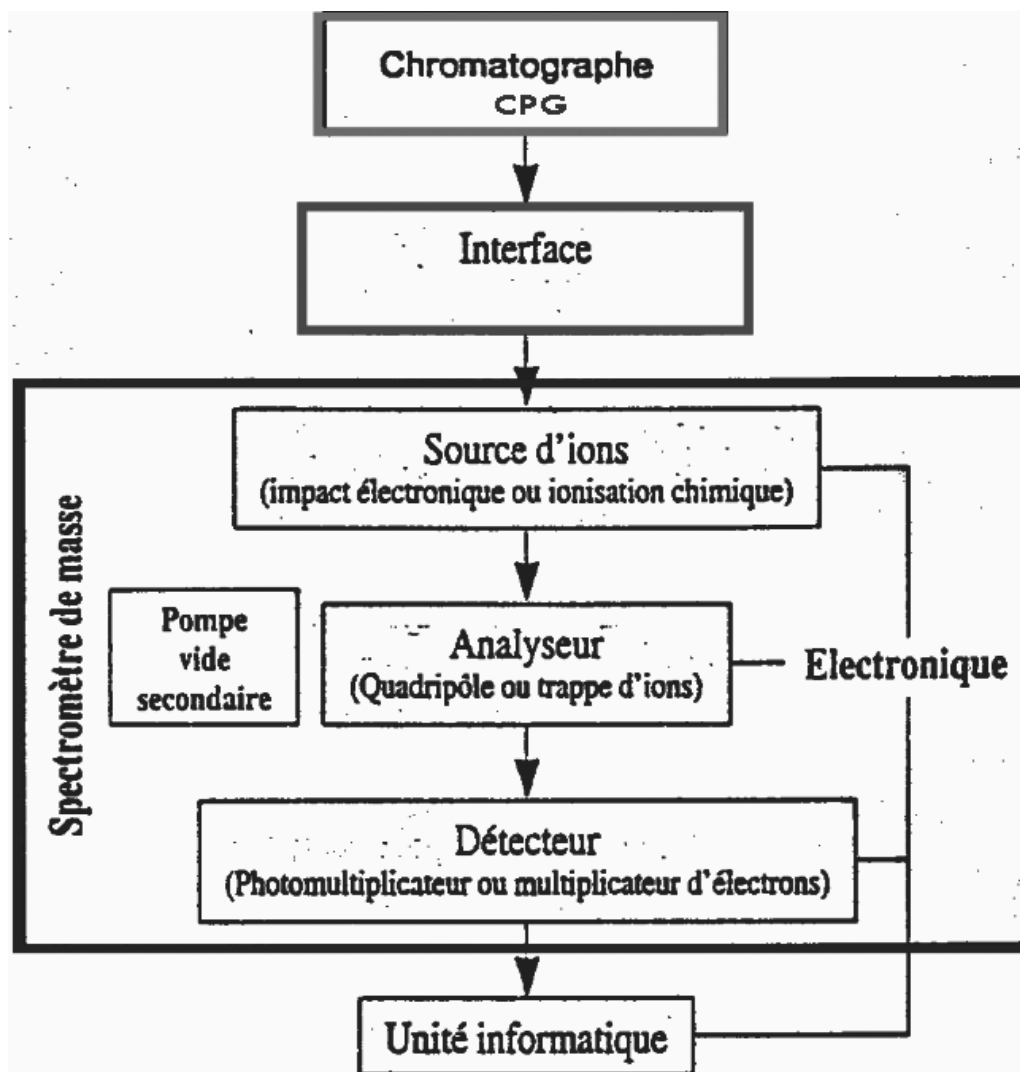 Chromatographe
CPG
Interface
Source d'ions
(impact électronique ou ionisation chimique)
Spectromètre de masse
Pompe
vide
secondaire
Analyseur
(Quadripôle ou trappe d'ions)
Electronique
Détecteur
(Photomultiplicateur ou multiplicateur d'électrons)
Unité informatique